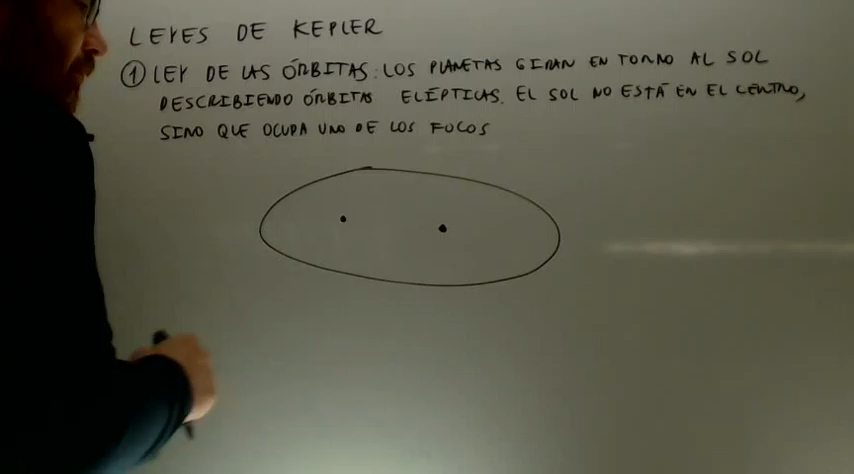 LEYES DE KEPLER
① LEY DE LAS ÓRBITAS: LOS PLANETAS GIRAN EN TORNO AL SOL
DESCRIBIENDO ÓRBITAS ELÍPTICAS. EL SOL NO ESTÁ EN EL CENTRO,
SINO QUE OCUPA UNO DE LOS FOCOS